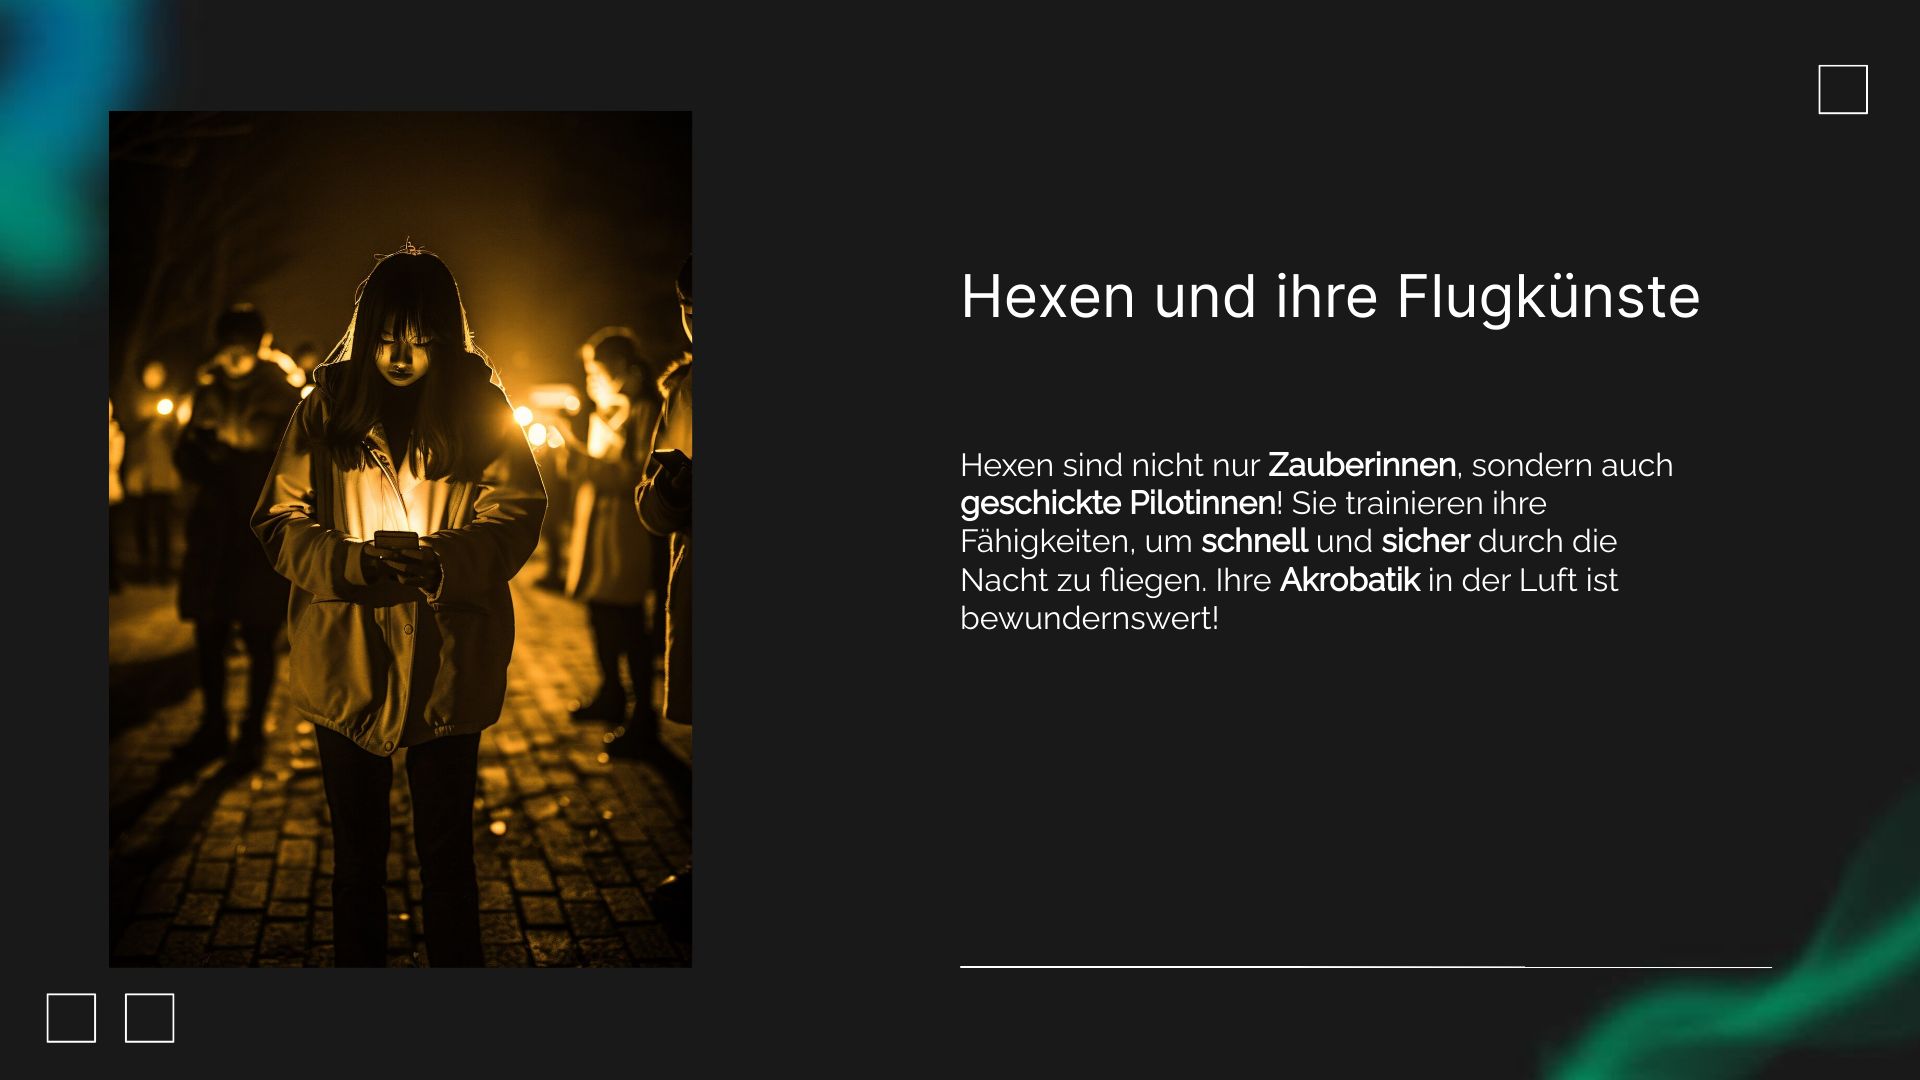 Hexen und ihre Flugkünste
Hexen sind nicht nur Zauberinnen, sondern auch
geschickte Pilotinnen! Sie trainieren ihre
Fähigkeiten, um schnell und sicher durch die
Nacht zu fliegen. Ihre Akrobatik in der Luft ist
bewundernswert!